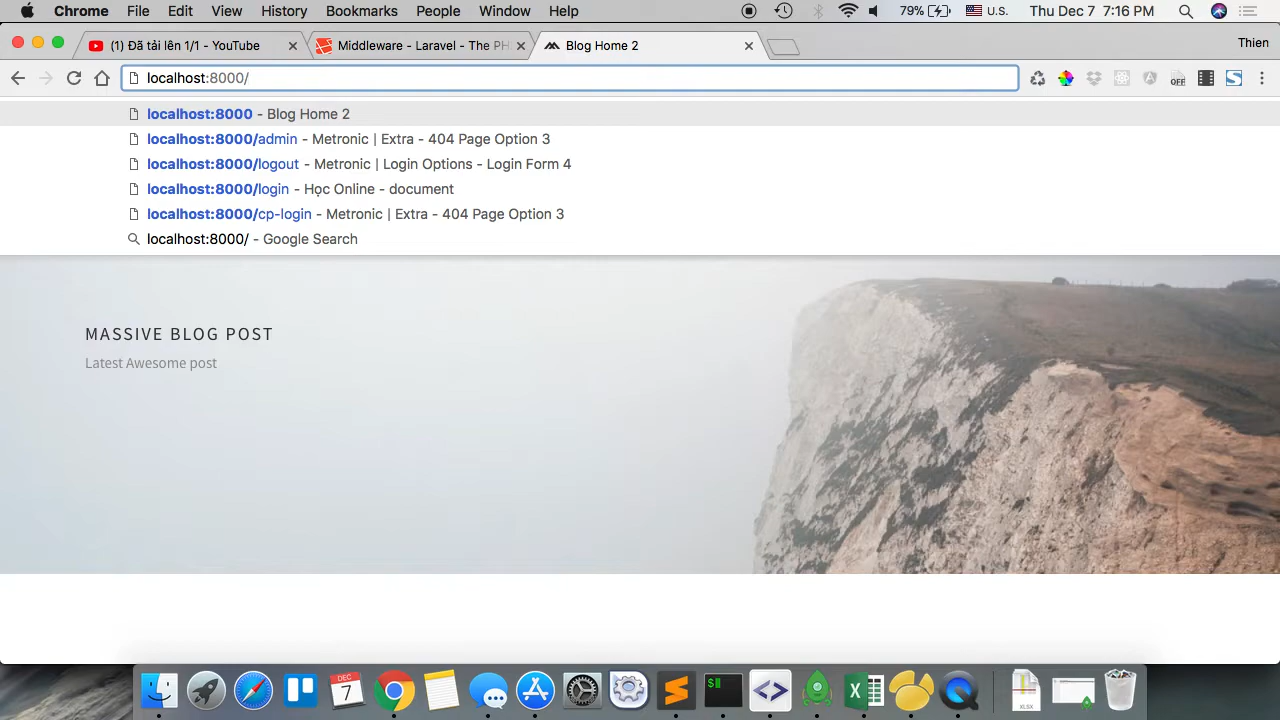 Chrome File Edit View History Bookmarks People Window Help 79% U.S. Thu Dec 7 7:16 PM
(1) Đã tải lên 1/1 - YouTube Middleware - Laravel - The PH Blog Home 2 Thien
localhost:8000/ OFF
localhost:8000 - Blog Home 2
localhost:8000/admin - Metronic | Extra - 404 Page Option 3
localhost:8000/logout - Metronic | Login Options - Login Form 4
localhost:8000/login - Học Online - document
localhost:8000/cp-login - Metronic | Extra - 404 Page Option 3
localhost:8000/ - Google Search
MASSIVE BLOG POST
Latest Awesome post
DEC
7
XLSX